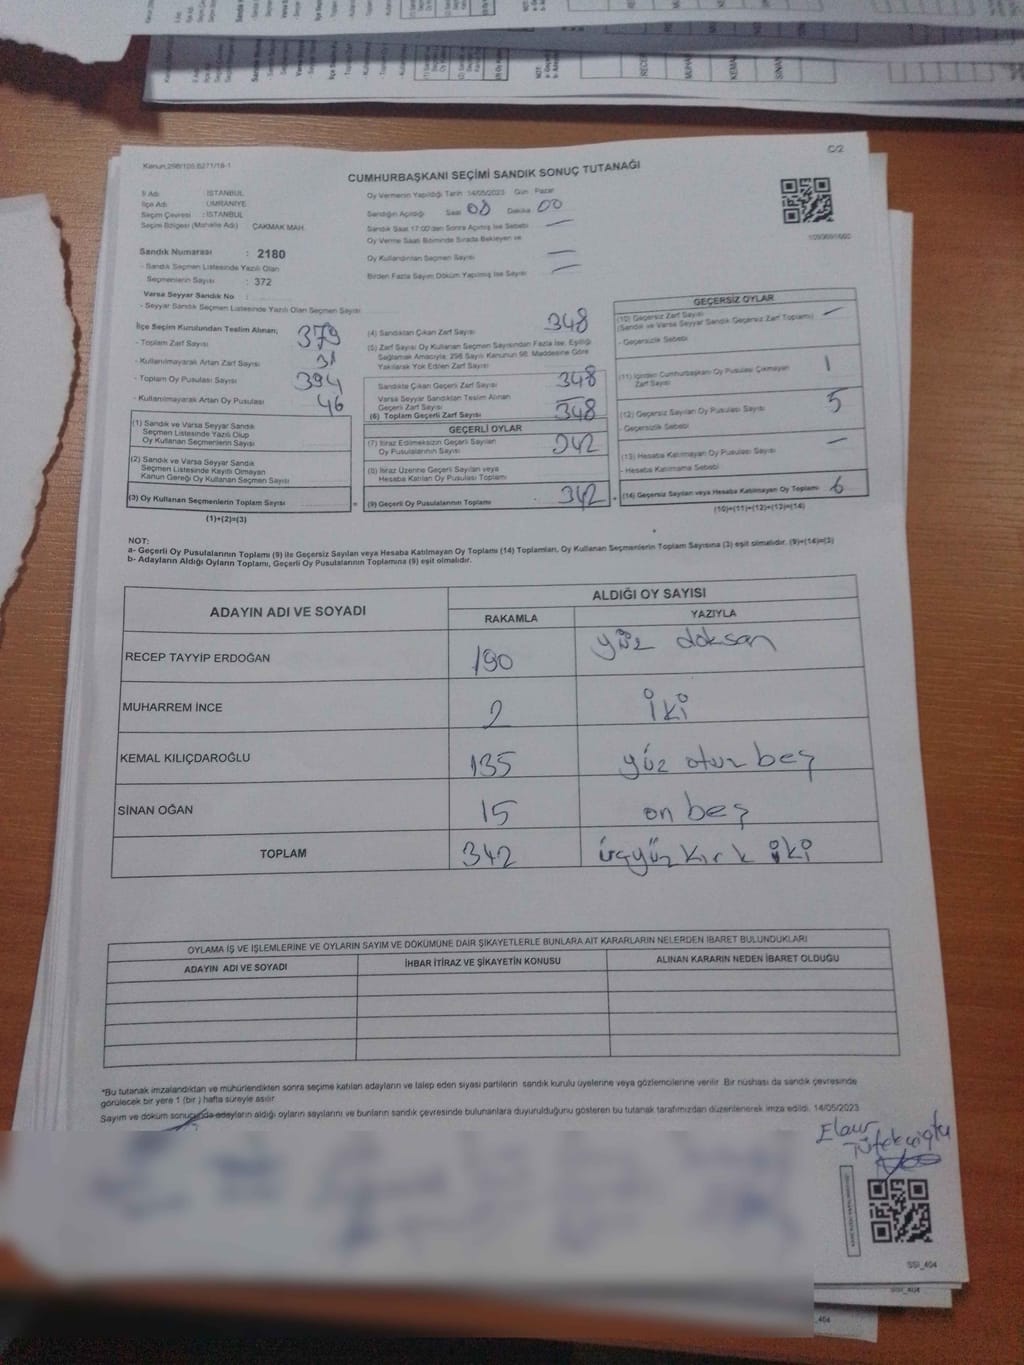 Kanun,298/105,6271/18-1
C/2
CUMHURBAŞKANI SEÇİMİ SANDIK SONUÇ TUTANAĞI
İl Adı : İSTANBUL
İlçe Adı : ÜMRANİYE
Seçim Çevresi : İSTANBUL
Seçim Bölgesi (Mahalle Adı) ÇAKMAK MAH.
Sandık Numarası : 2180
- Sandık Seçmen Listesinde Yazılı Olan
Seçmenlerin Sayısı : 372
Varsa Seyyar Sandık No :
- Seyyar Sandık Seçmen Listesinde Yazılı Olan Seçmen Sayısı
Oy Vermenin Yapıldığı Tarih 14/05/2023 Gün Pazar
Sandığın Açıldığı Saat 08 Dakika 00
Sandık Saat 17:00'den Sonra Açılmış İse Sebebi —
Oy Verme Saati Bitiminde Sırada Bekleyen ve
Oy Kullandırılan Seçmen Sayısı —
Birden Fazla Sayım Döküm Yapılmış İse Sayısı —
İlçe Seçim Kurulundan Teslim Alınan;
- Toplam Zarf Sayısı 379
- Kullanılmayarak Artan Zarf Sayısı 31
- Toplam Oy Pusulası Sayısı 394
- Kullanılmayarak Artan Oy Pusulası 46
(1) Sandık ve Varsa Seyyar Sandık
Seçmen Listesinde Yazılı Olup
Oy Kullanan Seçmenlerin Sayısı
(2) Sandık ve Varsa Seyyar Sandık
Seçmen Listesinde Kayıtlı Olmayan
Kanun Gereği Oy Kullanan Seçmen Sayısı
(3) Oy Kullanan Seçmenlerin Toplam Sayısı =
(1)+(2)=(3)
(4) Sandıktan Çıkan Zarf Sayısı 348
(5) Zarf Sayısı Oy Kullanan Seçmen Sayısından Fazla İse, Eşitliği
Sağlamak Amacıyla, 298 Sayılı Kanunun 98. Maddesine Göre
Yakılarak Yok Edilen Zarf Sayısı
Sandıkta Çıkan Geçerli Zarf Sayısı 348
Varsa Seyyar Sandıktan Teslim Alınan
Geçerli Zarf Sayısı —
(6) Toplam Geçerli Zarf Sayısı 348
GEÇERLİ OYLAR
(7) İtiraz Edilmeksizin Geçerli Sayılan
Oy Pusulalarının Sayısı 342
(8) İtiraz Üzerine Geçerli Sayılan veya
Hesaba Katılan Oy Pusulası Toplamı
(9) Geçerli Oy Pusulalarının Toplamı 342 +
GEÇERSİZ OYLAR
(10) Geçersiz Zarf Sayısı —
(Sandık ve Varsa Seyyar Sandık Geçersiz Zarf Toplamı)
- Geçersizlik Sebebi
(11) İçinden Cumhurbaşkanı Oy Pusulası Çıkmayan
Zarf Sayısı 1
(12) Geçersiz Sayılan Oy Pusulası Sayısı 5
- Geçersizlik Sebebi
(13) Hesaba Katılmayan Oy Pusulası Sayısı —
- Hesaba Katılmama Sebebi
(14) Geçersiz Sayılan veya Hesaba Katılmayan Oy Toplamı 6
(10)+(11)+(12)+(13)=(14)
NOT:
a- Geçerli Oy Pusulalarının Toplamı (9) ile Geçersiz Sayılan veya Hesaba Katılmayan Oy Toplamı (14) Toplamları, Oy Kullanan Seçmenlerin Toplam Sayısına (3) eşit olmalıdır. (9)+(14)=(3)
b- Adayların Aldığı Oyların Toplamı, Geçerli Oy Pusulalarının Toplamına (9) eşit olmalıdır.
ADAYIN ADI VE SOYADI
ALDIĞI OY SAYISI
RAKAMLA YAZIYLA
RECEP TAYYİP ERDOĞAN 190 yüz doksan
MUHARREM İNCE 2 iki
KEMAL KILIÇDAROĞLU 135 yüz otuz beş
SİNAN OĞAN 15 on beş
TOPLAM 342 üçyüz kırk iki
OYLAMA İŞ VE İŞLEMLERİNE VE OYLARIN SAYIM VE DÖKÜMÜNE DAİR ŞİKAYETLERLE BUNLARA AİT KARARLARIN NELERDEN İBARET BULUNDUKLARI
ADAYIN ADI VE SOYADI İHBAR İTİRAZ VE ŞİKAYETİN KONUSU ALINAN KARARIN NEDEN İBARET OLDUĞU
*Bu tutanak imzalandıktan ve mühürlendikten sonra seçime katılan adayların ve talep eden siyasi partilerin sandık kurulu üyelerine veya gözlemcilerine verilir. Bir nüshası da sandık çevresinde
görülecek bir yere 1 (bir) hafta süreyle asılır.
Sayım ve döküm sonucunda adayların aldığı oyların sayılarını ve bunların sandık çevresinde bulunanlara duyurulduğunu gösteren bu tutanak tarafımızdan düzenlenerek imza edildi. 14/05/2023
SSI_404
SSI_404
_404